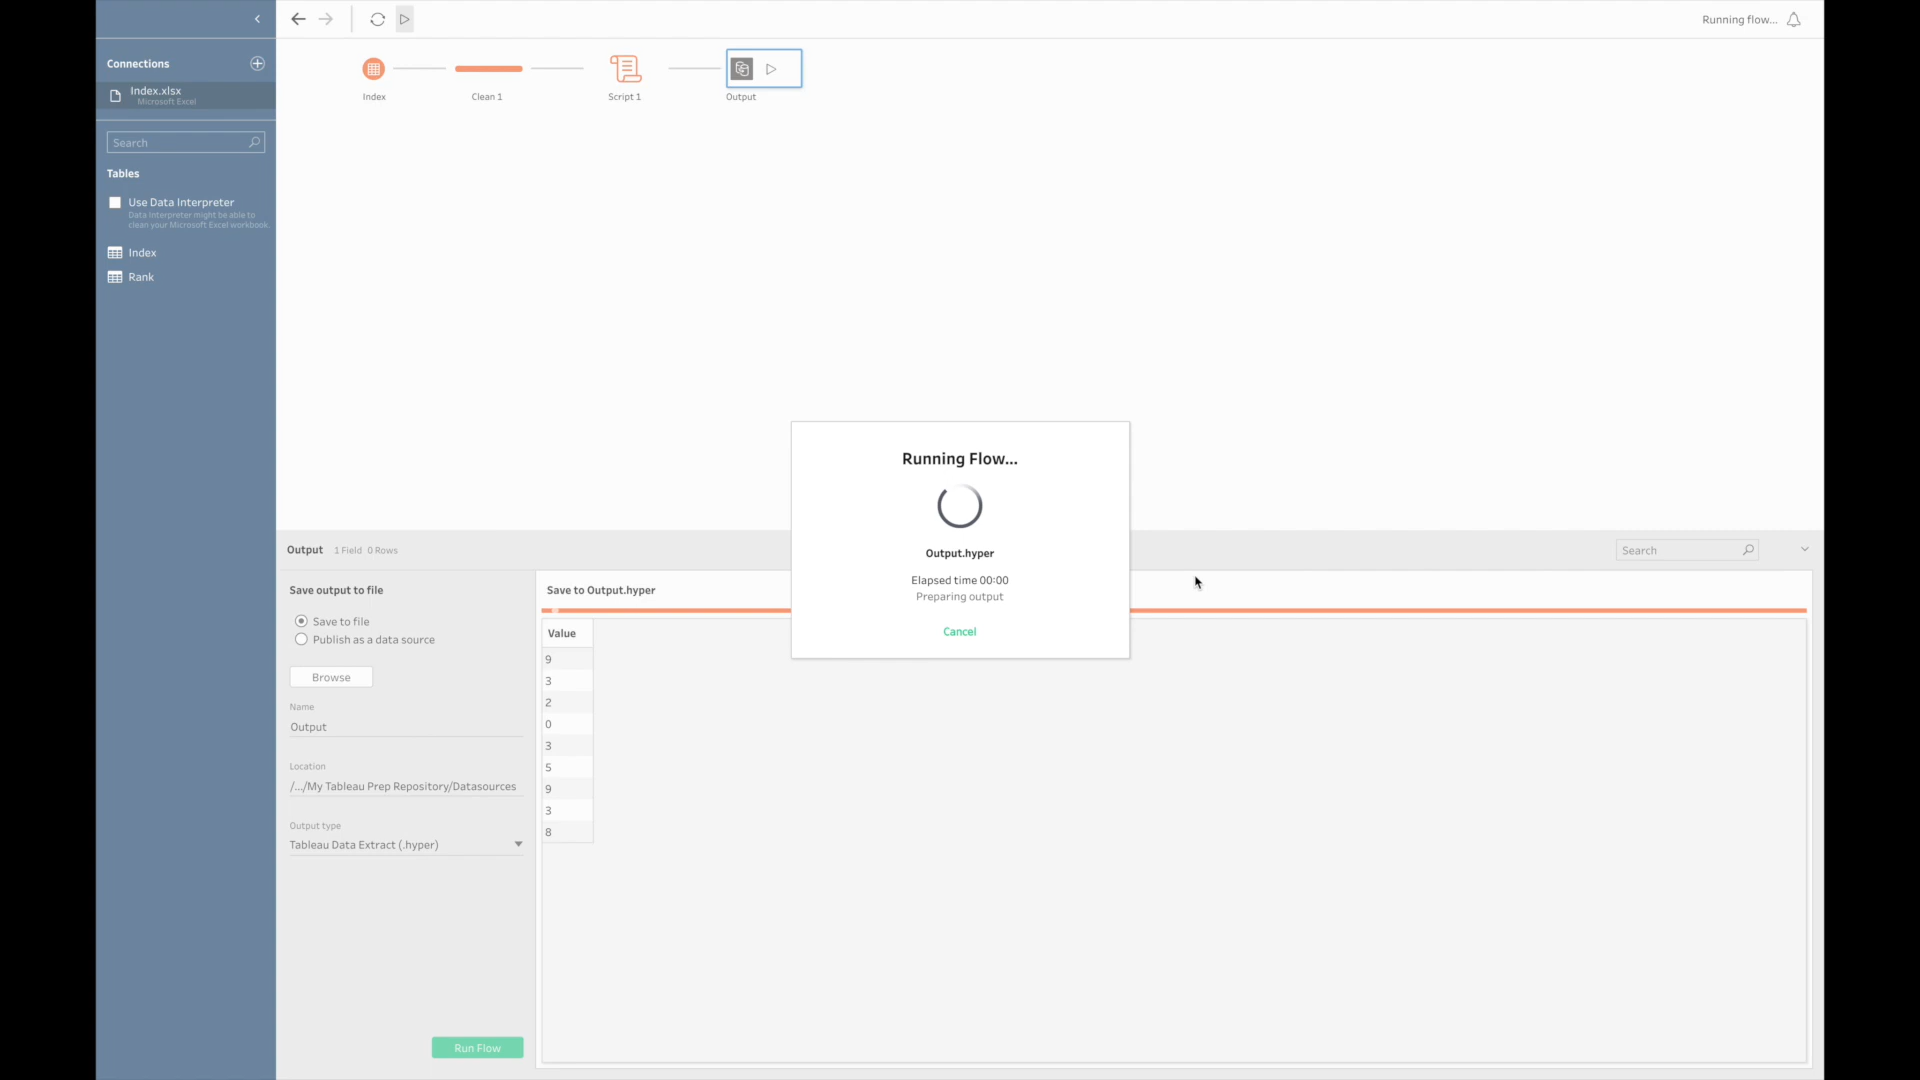 Running flow...
Connections
Index.xlsx
Microsoft Excel
Search
Tables
Use Data Interpreter
Data Interpreter might be able to
clean your Microsoft Excel workbook.
Index
Rank
Index
Clean 1
Script 1
Output
Running Flow...
Output.hyper
Elapsed time 00:00
Preparing output
Cancel
Output 1 Field 0 Rows
Search
Save output to file
Save to file
Publish as a data source
Browse
Name
Output
Location
/.../My Tableau Prep Repository/Datasources
Output type
Tableau Data Extract (.hyper)
Run Flow
Save to Output.hyper
Value
9
3
2
0
3
5
9
3
8